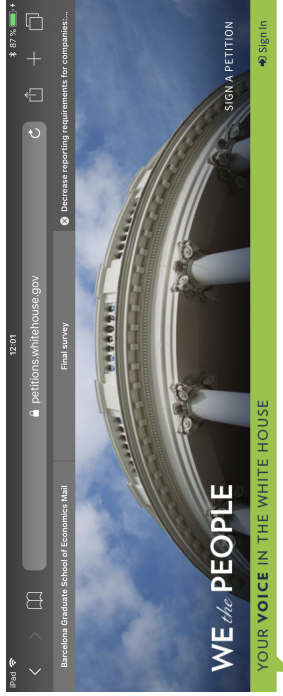 iPad 12:01 87 %
petitions.whitehouse.gov
Barcelona Graduate School of Economics Mail Final survey Decrease reporting requirements for companies:...
SIGN A PETITION
WE the PEOPLE
YOUR VOICE IN THE WHITE HOUSE Sign In